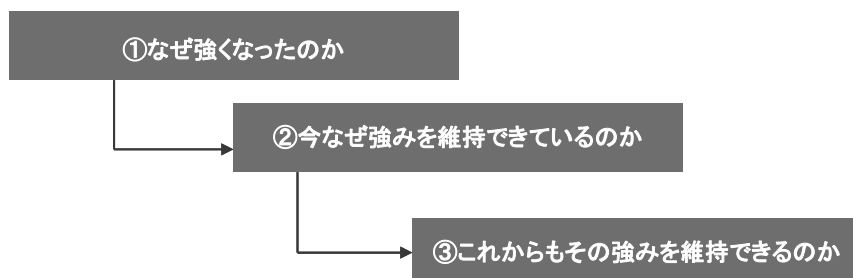 ①なぜ強くなったのか
②今なぜ強みを維持できているのか
③これからもその強みを維持できるのか